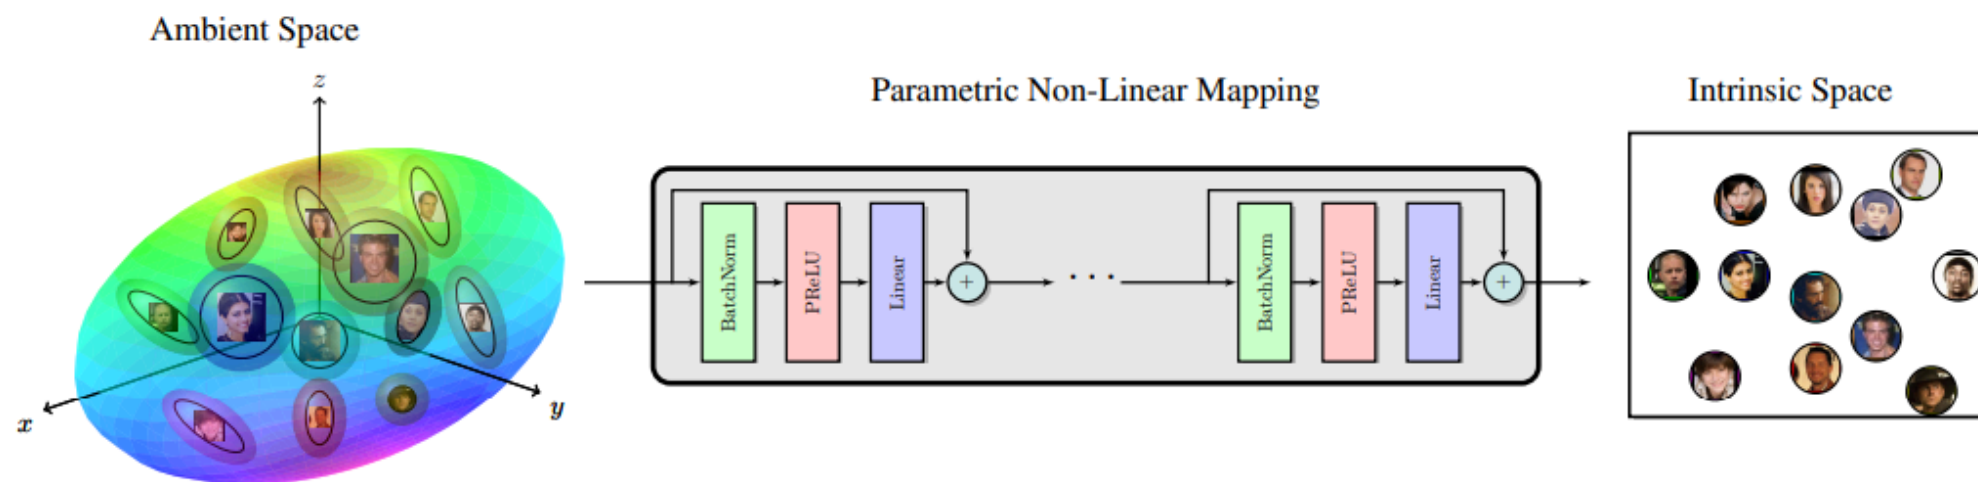 Ambient Space
Parametric Non-Linear Mapping
Intrinsic Space
z
x
y
BatchNorm
PReLU
Linear
+
· · ·
BatchNorm
PReLU
Linear
+